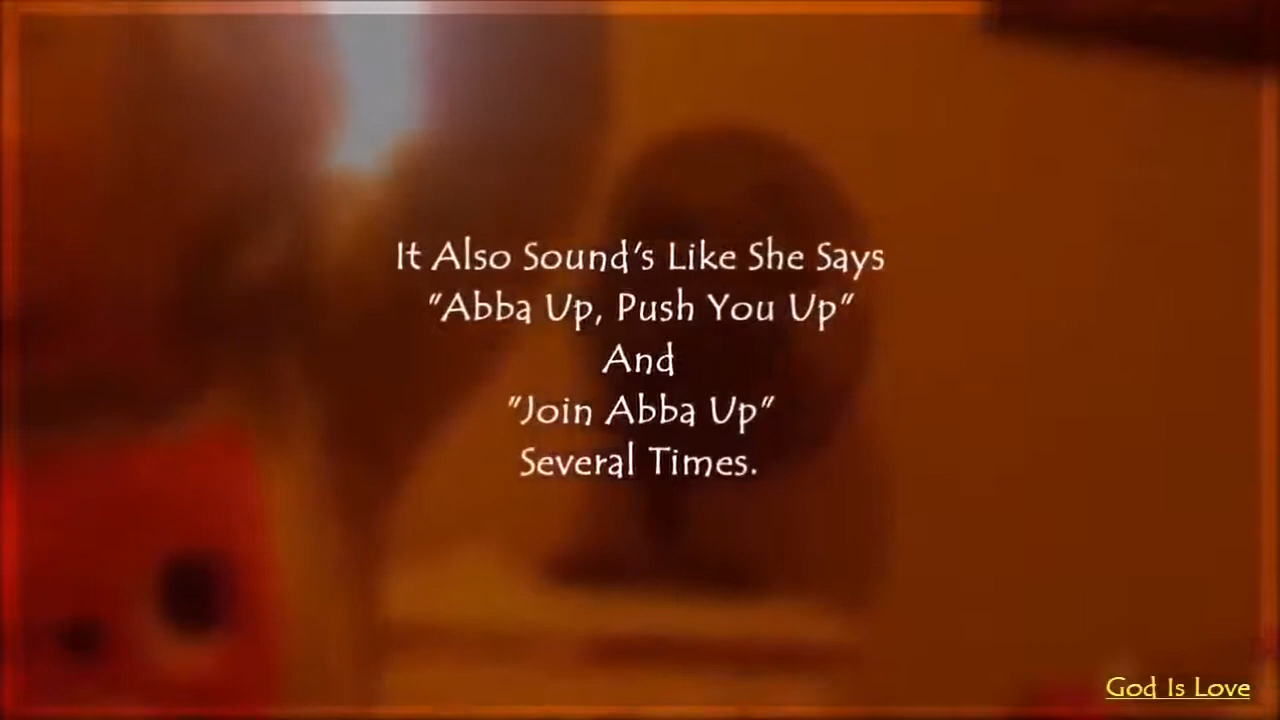 It Also Sound's Like She Says
"Abba Up, Push You Up"
And
"Join Abba Up"
Several Times.
God Is Love